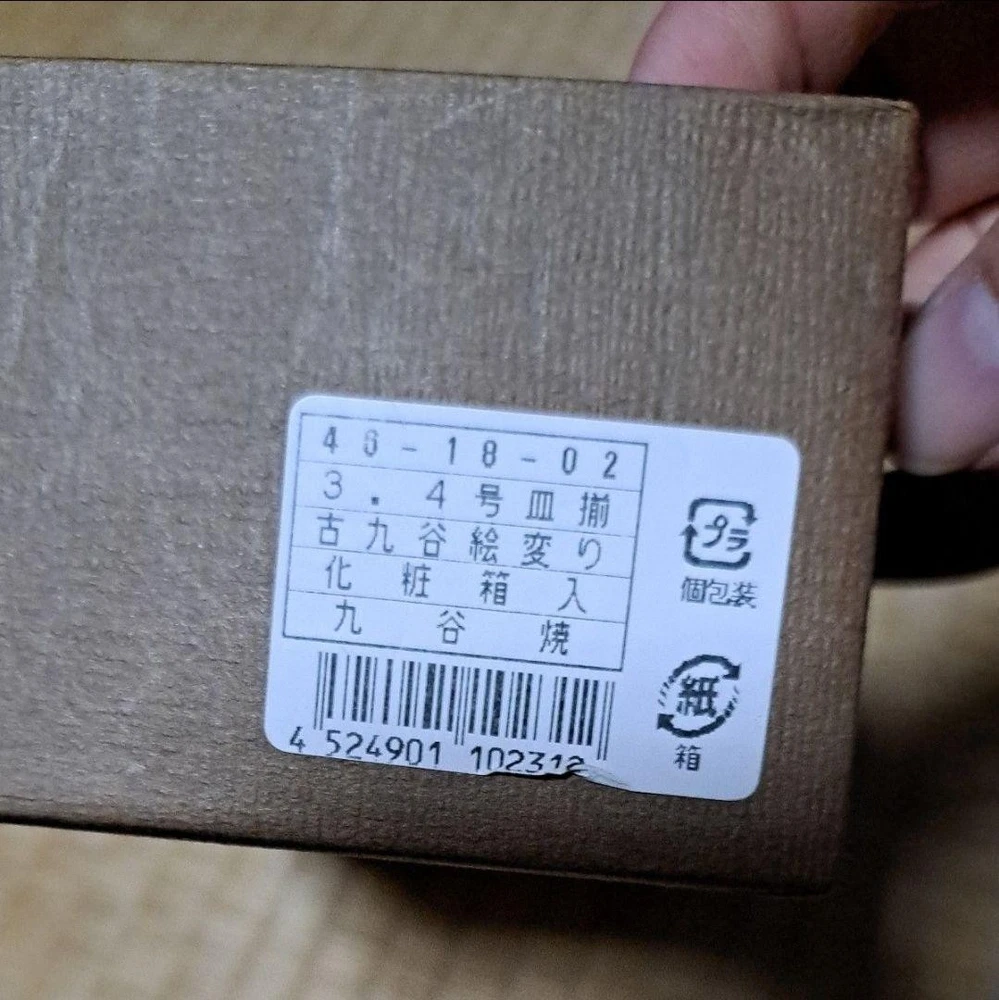 46-18-02
3.4号皿揃
古九谷絵変り
化粧箱入
九谷焼
4 524901 102312
プラ
個包装
紙
箱